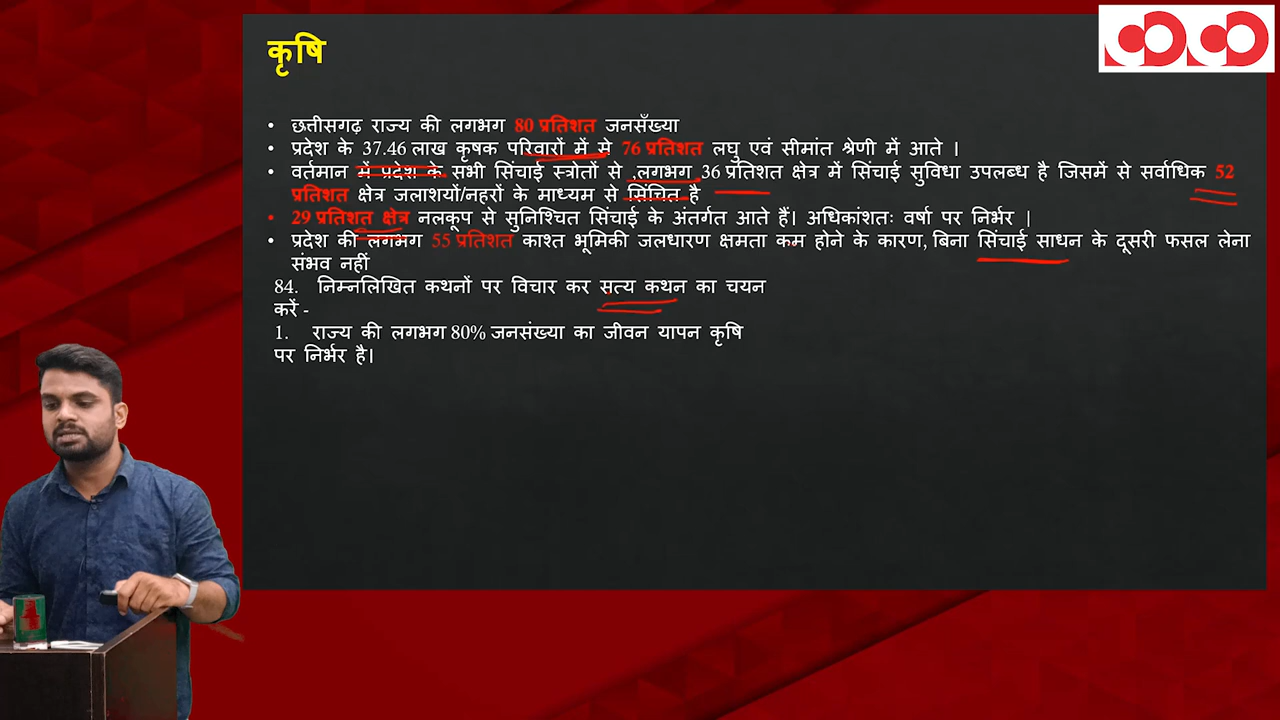 कृषि
• छत्तीसगढ़ राज्य की लगभग 80 प्रतिशत जनसँख्या
• प्रदेश के 37.46 लाख कृषक परिवारों में से 76 प्रतिशत लघु एवं सीमांत श्रेणी में आते ।
• वर्तमान में प्रदेश के सभी सिंचाई स्त्रोतों से ,लगभग 36 प्रतिशत क्षेत्र में सिंचाई सुविधा उपलब्ध है जिसमें से सर्वाधिक 52
प्रतिशत क्षेत्र जलाशयों/नहरों के माध्यम से सिंचित है
• 29 प्रतिशत क्षेत्र नलकूप से सुनिश्चित सिंचाई के अंतर्गत आते हैं। अधिकांशतः वर्षा पर निर्भर |
• प्रदेश की लगभग 55 प्रतिशत काश्त भूमिकी जलधारण क्षमता कम होने के कारण, बिना सिंचाई साधन के दूसरी फसल लेना
संभव नहीं
84. निम्नलिखित कथनों पर विचार कर सत्य कथन का चयन
करें -
1. राज्य की लगभग 80% जनसंख्या का जीवन यापन कृषि
पर निर्भर है।